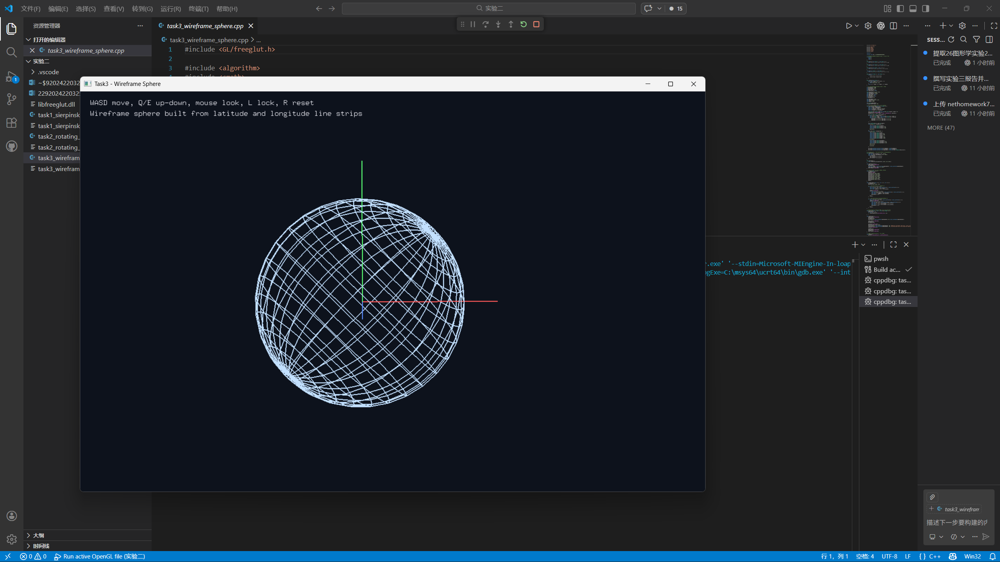 文件(F) 编辑(E) 选择(S) 查看(V) 转到(G) 运行(R) 终端(T) 帮助(H)
实验二
15
资源管理器
task3_wireframe_sphere.cpp
打开的编辑器
task3_wireframe_sphere.cpp
实验二
.vscode
~$920242203
22920242203
libfreeglut.dll
task1_sierpinsk
task1_sierpinsk
task2_rotating_
task2_rotating_
task3_wirefram
task3_wirefram
大纲
时间线
task3_wireframe_sphere.cpp > ...
1 #include <GL/freeglut.h>
2
3 #include <algorithm>
4 #include <cmath>
Task3 - Wireframe Sphere
WASD move, Q/E up-down, mouse look, L lock, R reset
Wireframe sphere built from latitude and longitude line strips
.exe' '--stdin=Microsoft-MIEngine-In-loap
gExe=C:\msys64\ucrt64\bin\gdb.exe' '--int
pwsh
Build ac...
cppdbg: tas...
cppdbg: tas...
cppdbg: tas...
SESS...
提取26图形学实验2...
已完成 1 小时前
撰写实验三报告并...
已完成 11 小时前
上传 nethomework7...
已完成 11 小时前
MORE (47)
task3_wirefram
描述下一步要构建的
0 0 Run active OpenGL file (实验二)
行 1，列 1 空格: 4 UTF-8 LF {} C++ Win32